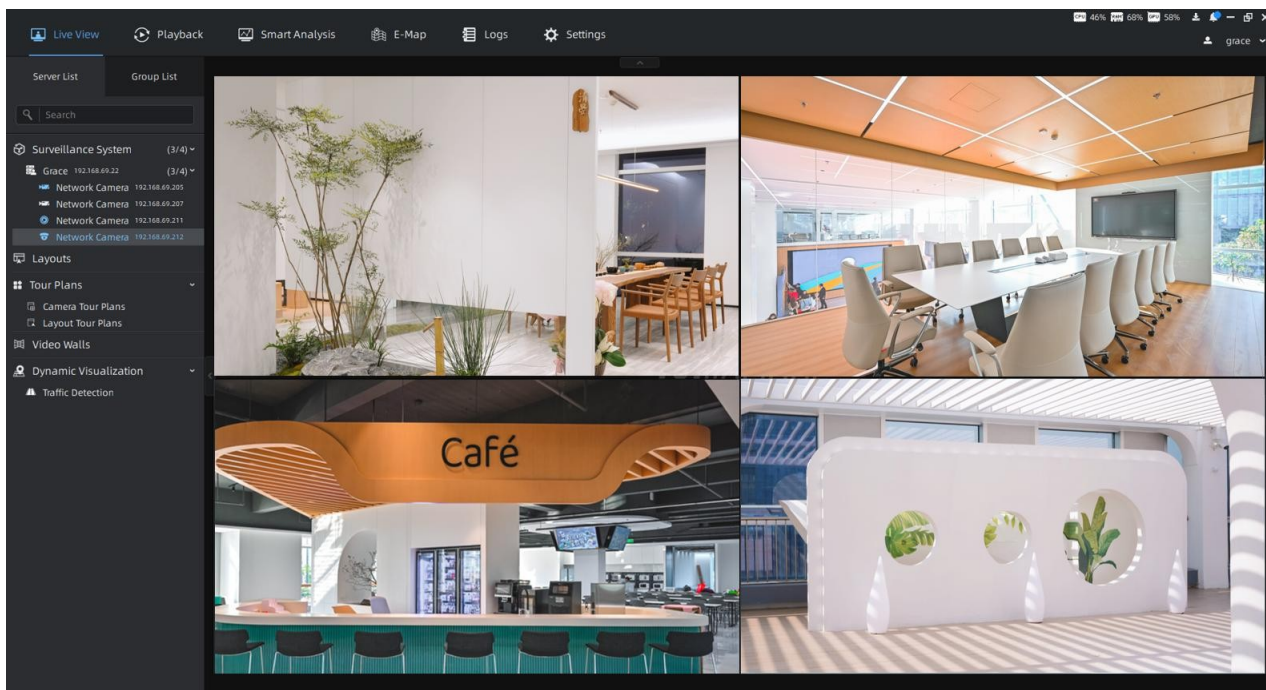 CPU 46% RAM 68% GPU 58%
Live View Playback Smart Analysis E-Map Logs Settings
grace
Server List Group List
Search
Surveillance System (3/4)
Grace 192.168.69.22 (3/4)
Network Camera 192.168.69.205
Network Camera 192.168.69.207
Network Camera 192.168.69.211
Network Camera 192.168.69.212
Layouts
Tour Plans
Camera Tour Plans
Layout Tour Plans
Video Walls
Dynamic Visualization
Traffic Detection
Café